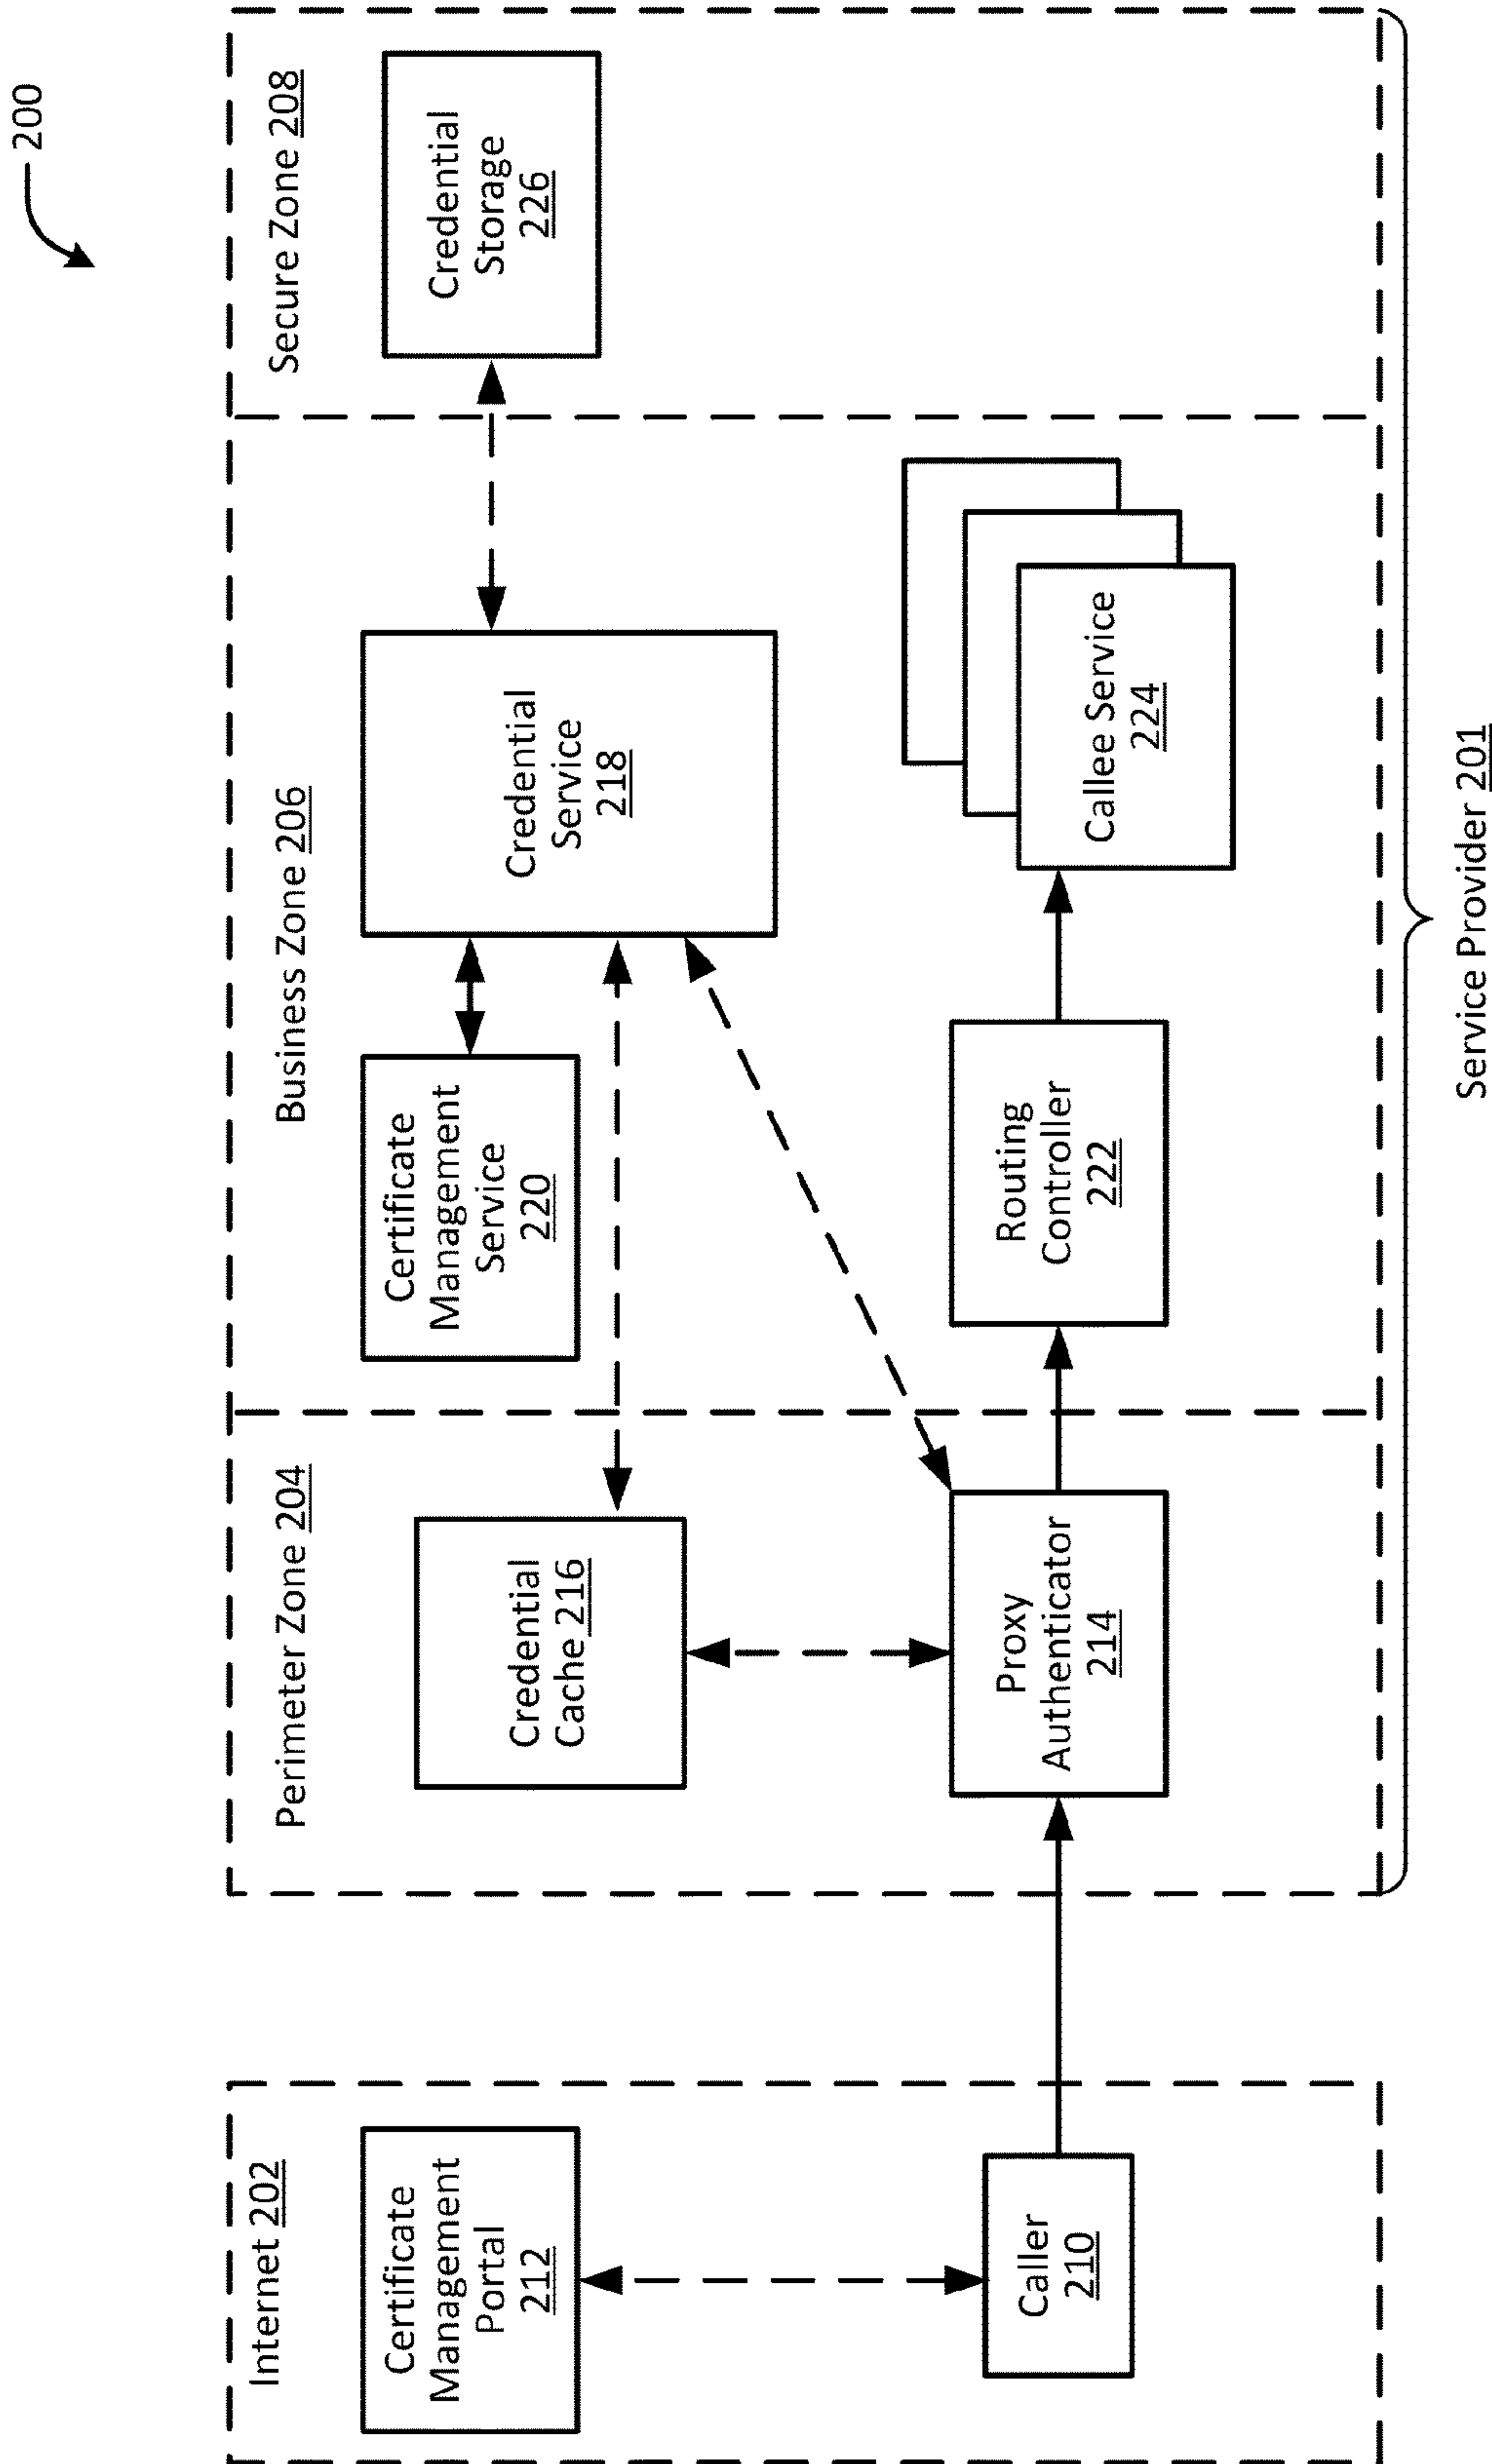 200
Internet 202
Certificate
Management
Portal
212
Caller
210
Perimeter Zone 204
Credential
Cache 216
Proxy
Authenticator
214
Business Zone 206
Certificate
Management
Service
220
Credential
Service
218
Routing
Controller
222
Callee Service
224
Secure Zone 208
Credential
Storage
226
Service Provider 201